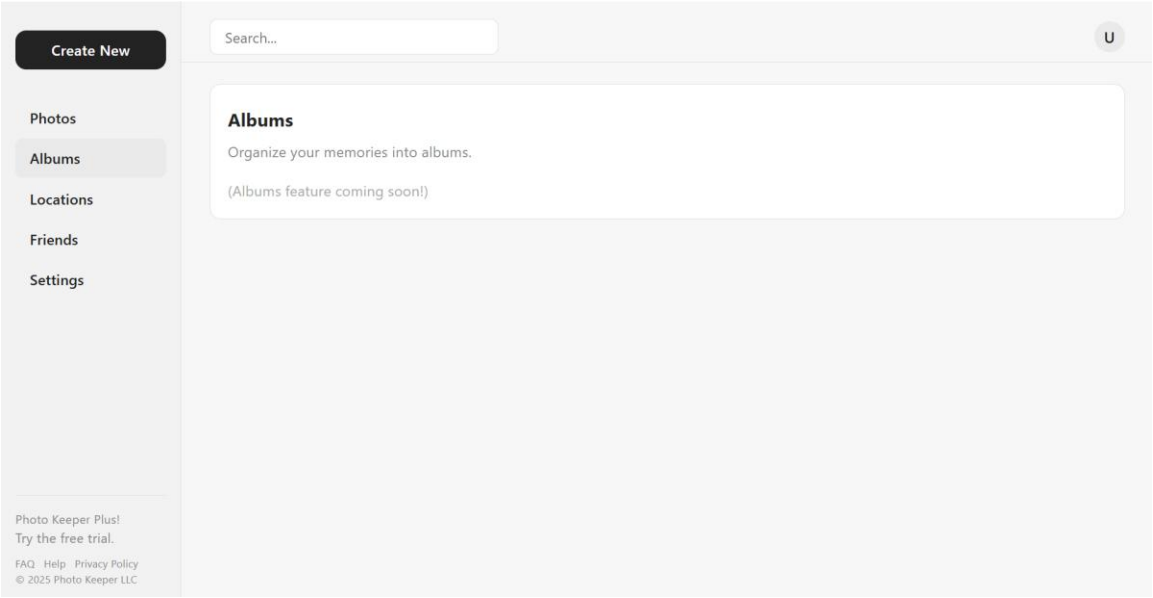 Create New
Search...
U
Photos
Albums
Locations
Friends
Settings
Albums
Organize your memories into albums.
(Albums feature coming soon!)
Photo Keeper Plus!
Try the free trial.
FAQ Help Privacy Policy
© 2025 Photo Keeper LLC